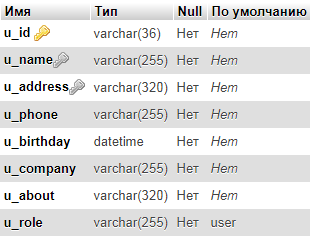 Имя Тип Null По умолчанию
u_id varchar(36) Нет Нет
u_name varchar(255) Нет Нет
u_address varchar(320) Нет Нет
u_phone varchar(255) Нет Нет
u_birthday datetime Нет Нет
u_company varchar(255) Нет Нет
u_about varchar(320) Нет Нет
u_role varchar(255) Нет user